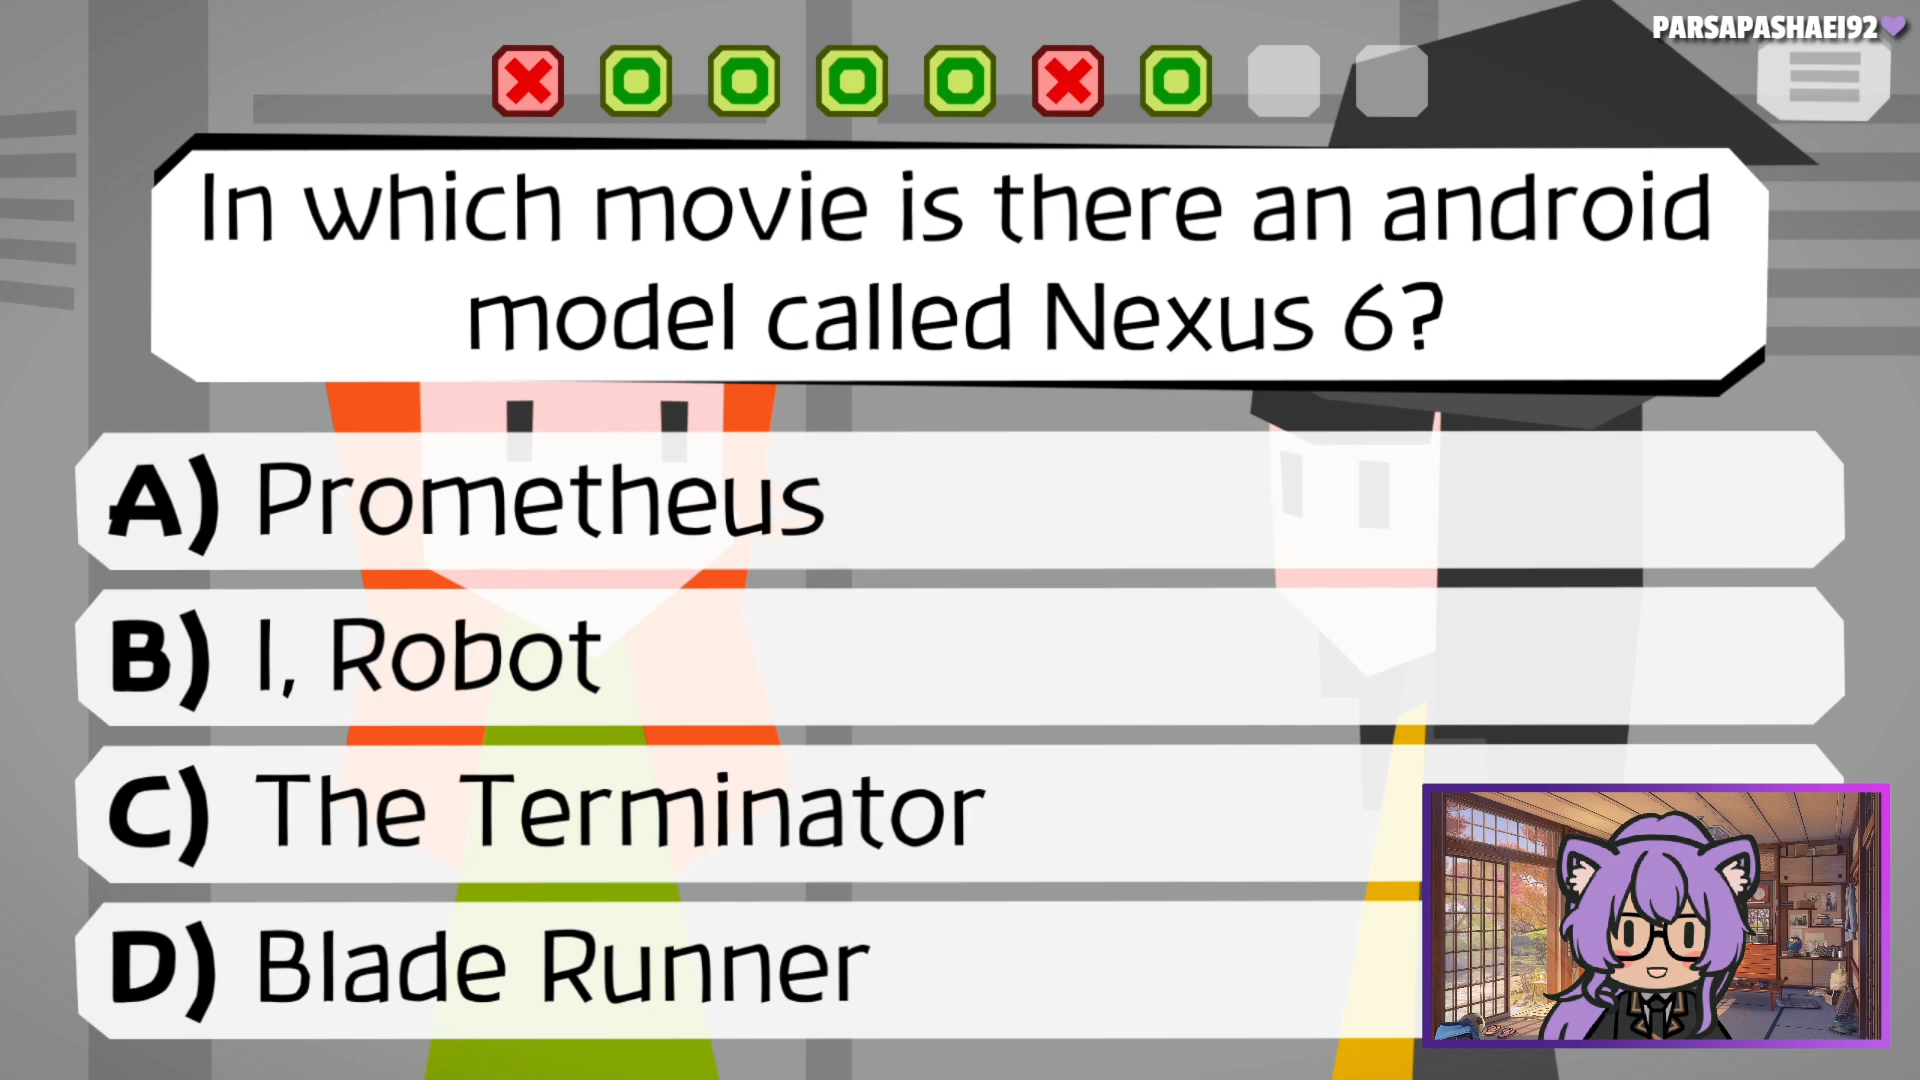 PARSAPASHAEI92
In which movie is there an android
model called Nexus 6?
A) Prometheus
B) I, Robot
C) The Terminator
D) Blade Runner